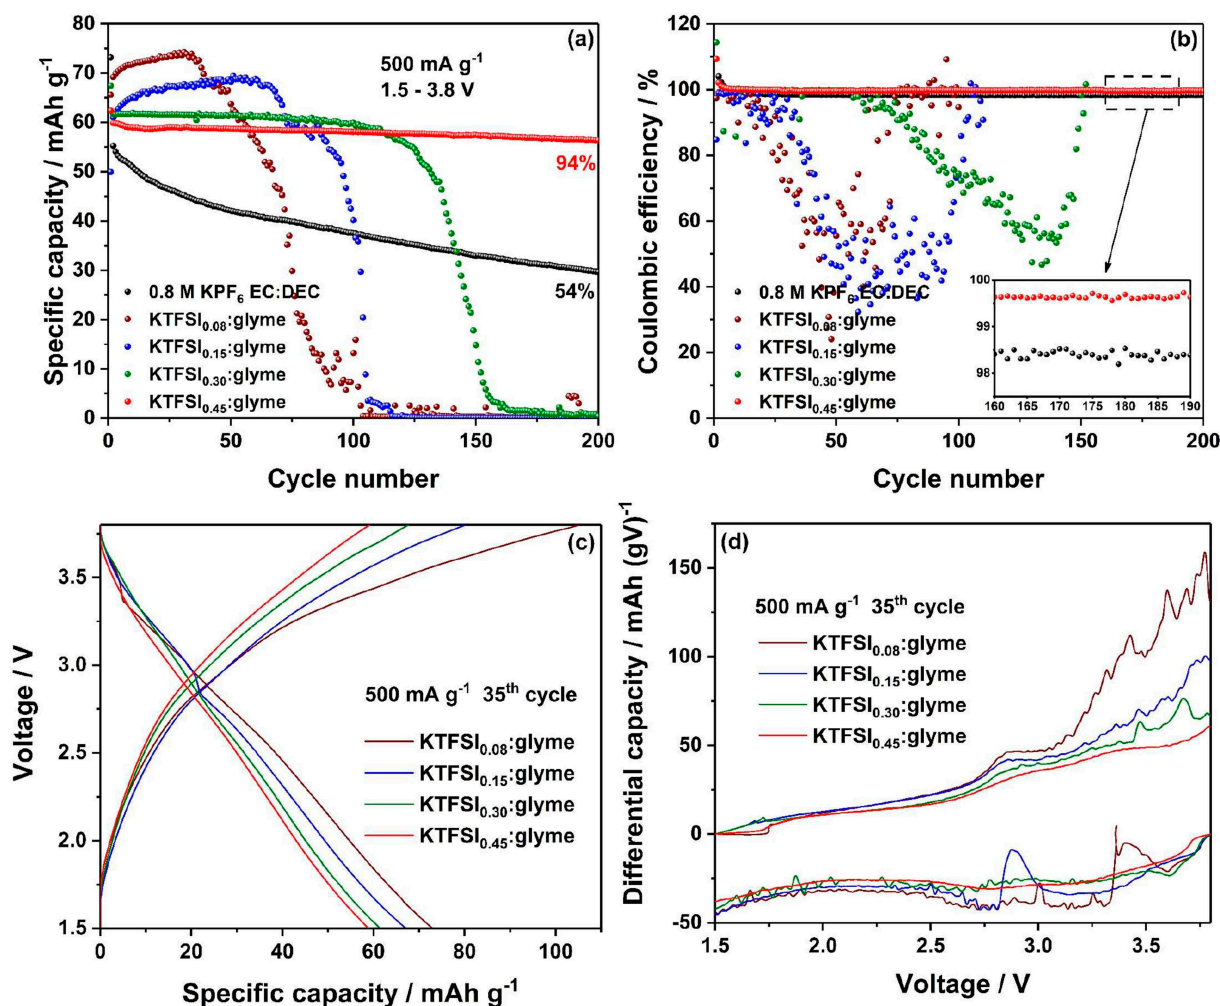 (a)
500 mA g⁻¹
1.5 - 3.8 V
94%
54%
0.8 M KPF₆ EC:DEC
KTFSI₀.₀₈:glyme
KTFSI₀.₁₅:glyme
KTFSI₀.₃₀:glyme
KTFSI₀.₄₅:glyme
Specific capacity / mAh g⁻¹
80
70
60
50
40
30
20
10
0
0 50 100 150 200
Cycle number
(b)
0.8 M KPF₆ EC:DEC
KTFSI₀.₀₈:glyme
KTFSI₀.₁₅:glyme
KTFSI₀.₃₀:glyme
KTFSI₀.₄₅:glyme
100
99
98
160 165 170 175 180 185 190
Coulombic efficiency / %
120
100
80
60
40
20
0
0 50 100 150 200
Cycle number
(c)
500 mA g⁻¹ 35ᵗʰ cycle
KTFSI₀.₀₈:glyme
KTFSI₀.₁₅:glyme
KTFSI₀.₃₀:glyme
KTFSI₀.₄₅:glyme
Voltage / V
3.5
3.0
2.5
2.0
1.5
0 20 40 60 80 100
Specific capacity / mAh g⁻¹
(d)
500 mA g⁻¹ 35ᵗʰ cycle
KTFSI₀.₀₈:glyme
KTFSI₀.₁₅:glyme
KTFSI₀.₃₀:glyme
KTFSI₀.₄₅:glyme
Differential capacity / mAh (gV)⁻¹
150
100
50
0
-50
1.5 2.0 2.5 3.0 3.5
Voltage / V